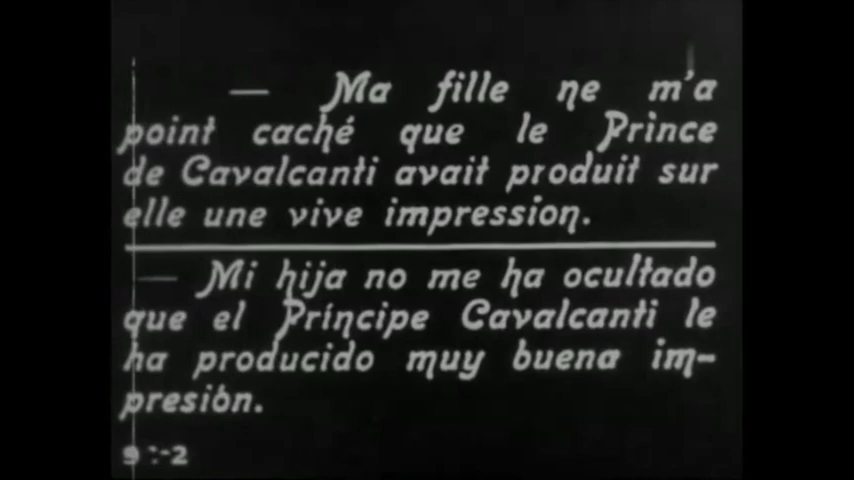 — Ma fille ne m'a
point caché que le Prince
de Cavalcanti avait produit sur
elle une vive impression.
— Mi hija no me ha ocultado
que el Príncipe Cavalcanti le
ha producido muy buena im-
presión.